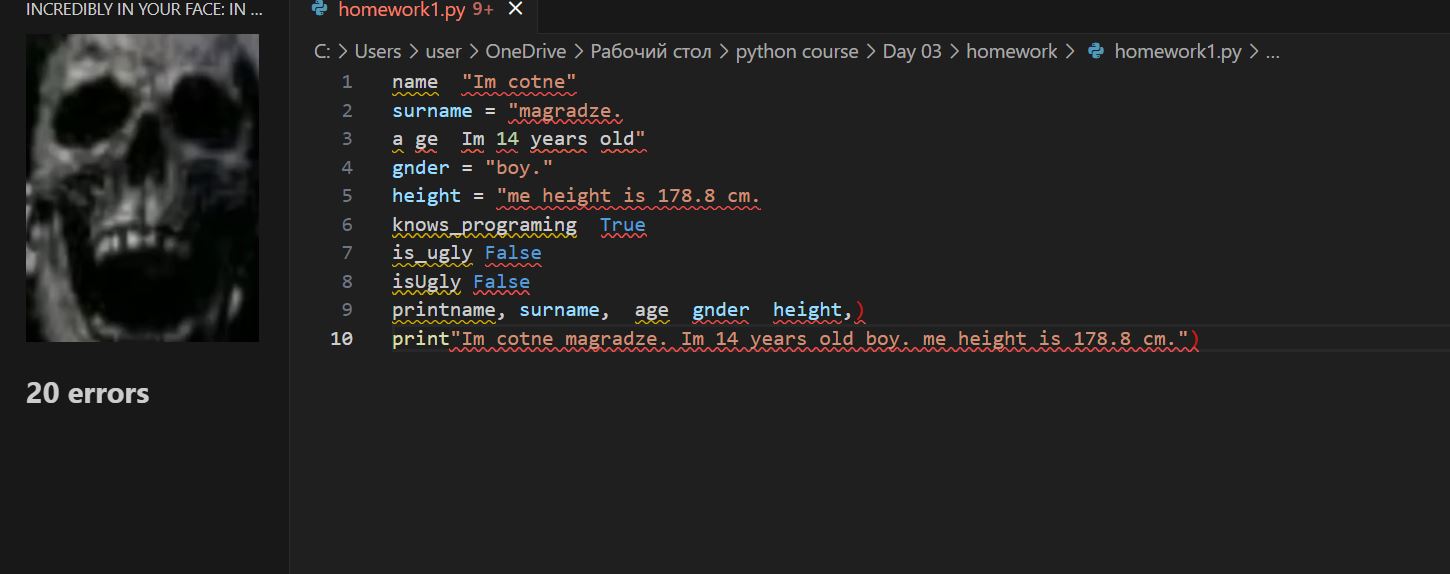 INCREDIBLY IN YOUR FACE: IN ...
homework1.py 9+
C: > Users > user > OneDrive > Рабочий стол > python course > Day 03 > homework > homework1.py > ...
1 name  "Im cotne"
2 surname = "magradze.
3 a ge  Im 14 years old"
4 gnder = "boy."
5 height = "me height is 178.8 cm.
6 knows_programing  True
7 is_ugly False
8 isUgly False
9 printname, surname,  age  gnder  height,)
10 print"Im cotne magradze. Im 14 years old boy. me height is 178.8 cm.")
20 errors